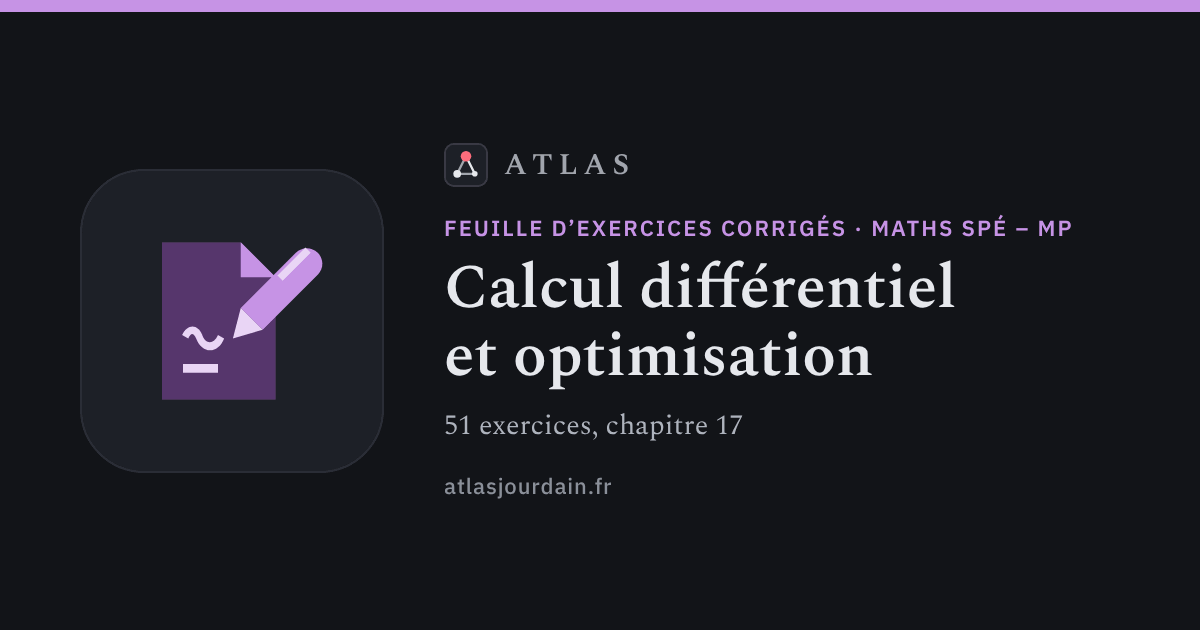 ATLAS
FEUILLE D’EXERCICES CORRIGÉS · MATHS SPÉ – MP
Calcul différentiel
et optimisation
51 exercices, chapitre 17
atlasjourdain.fr